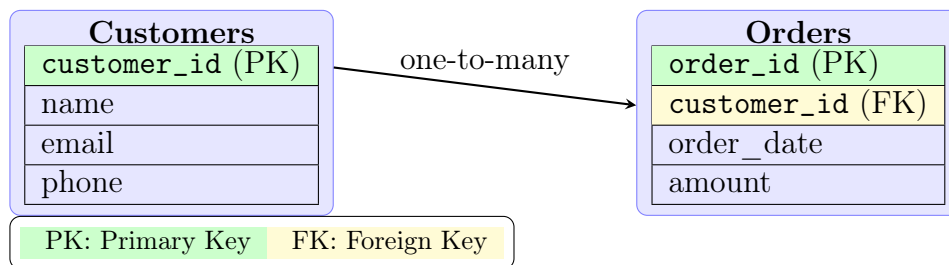 Customers
customer_id (PK)
name
email
phone
one-to-many
Orders
order_id (PK)
customer_id (FK)
order_date
amount
PK: Primary Key FK: Foreign Key